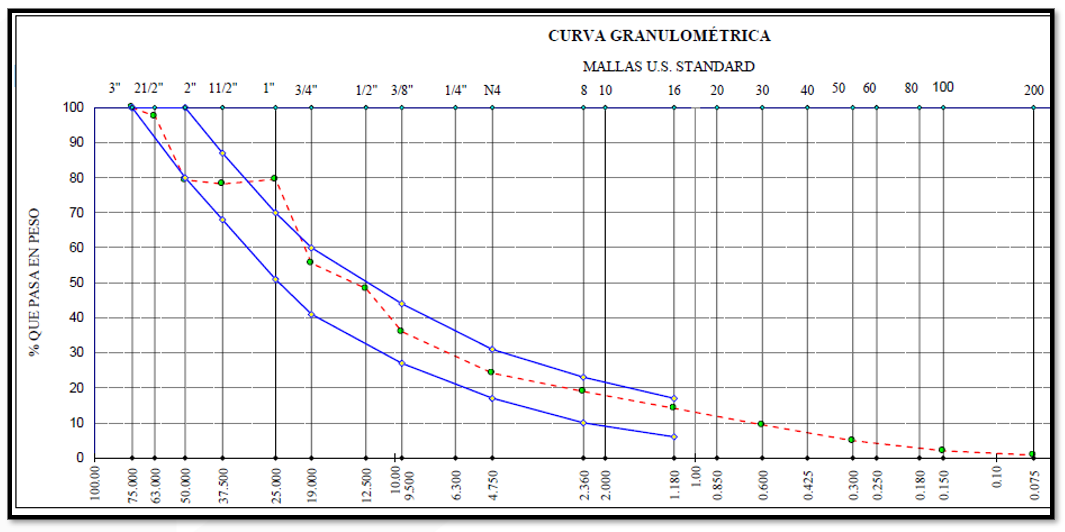 CURVA GRANULOMÉTRICA
MALLAS U.S. STANDARD
3" 21/2" 2" 11/2" 1" 3/4" 1/2" 3/8" 1/4" N4 8 10 16 20 30 40 50 60 80 100 200
% QUE PASA EN PESO
100
90
80
70
60
50
40
30
20
10
0
100.00 75.000 63.000 50.000 37.500 25.000 19.000 12.500 10.00 9.500 6.300 4.750 2.360 2.000 1.180 1.00 0.850 0.600 0.425 0.300 0.250 0.180 0.150 0.10 0.075